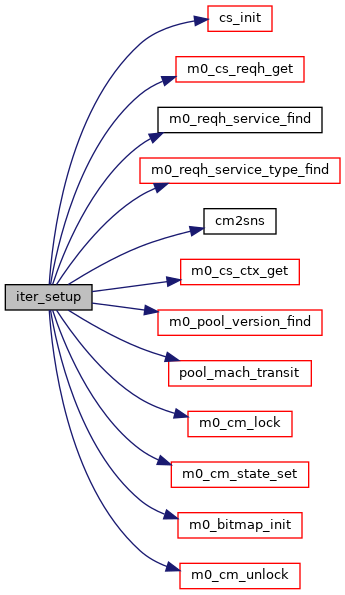 cs_init
m0_cs_reqh_get
m0_reqh_service_find
m0_reqh_service_type_find
cm2sns
m0_cs_ctx_get
iter_setup
m0_pool_version_find
pool_mach_transit
m0_cm_lock
m0_cm_state_set
m0_bitmap_init
m0_cm_unlock